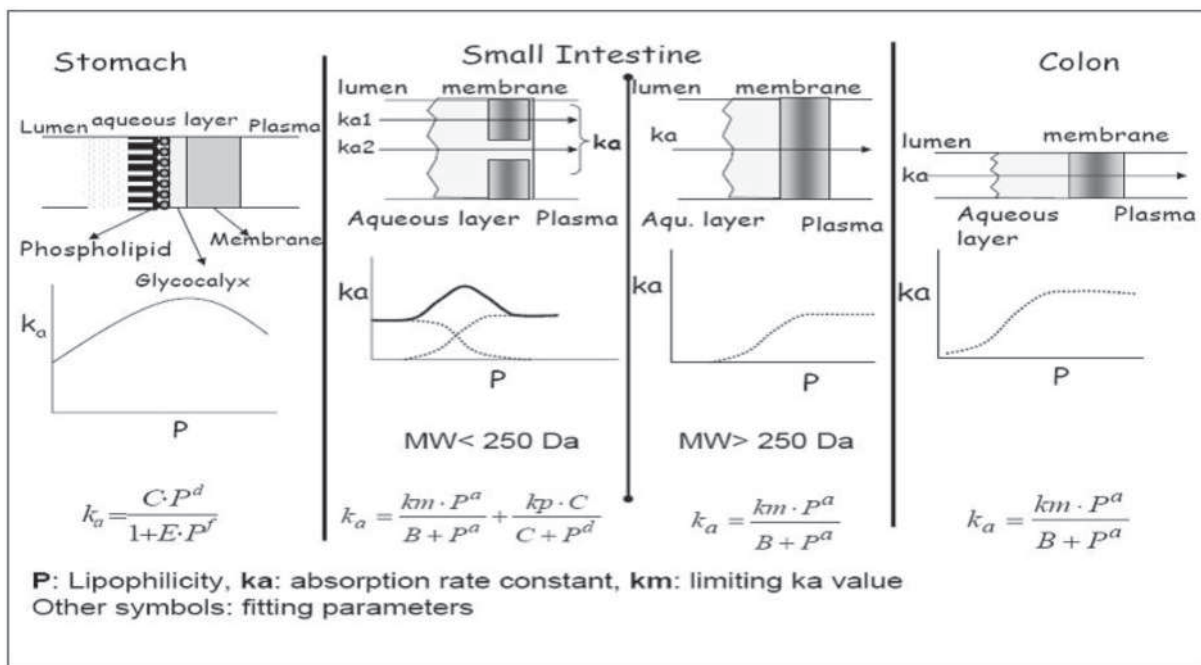 Stomach
Lumen aqueous layer Plasma
Phospholipid
Membrane
Glycocalyx
ka
P
ka=C·P^d/1+E·P^f
Small Intestine
lumen membrane
ka1
ka2
ka
Aqueous layer Plasma
ka
P
MW< 250 Da
ka = km · P^a/B + P^a + kp · C/C + P^d
lumen membrane
ka
Aqu. layer Plasma
ka
P
MW> 250 Da
ka = km · P^a/B + P^a
Colon
lumen membrane
ka
Aqueous Plasma
layer
ka
P
ka = km · P^a/B + P^a
P: Lipophilicity, ka: absorption rate constant, km: limiting ka value
Other symbols: fitting parameters